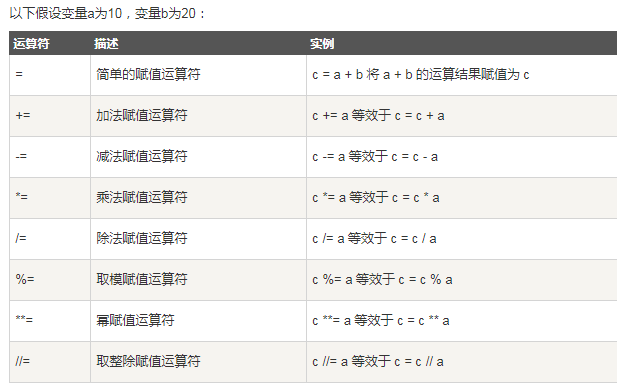 以下假设变量a为10，变量b为20：
运算符 描述 实例
= 简单的赋值运算符 c = a + b 将 a + b 的运算结果赋值为 c
+= 加法赋值运算符 c += a 等效于 c = c + a
-= 减法赋值运算符 c -= a 等效于 c = c - a
*= 乘法赋值运算符 c *= a 等效于 c = c * a
/= 除法赋值运算符 c /= a 等效于 c = c / a
%= 取模赋值运算符 c %= a 等效于 c = c % a
**= 幂赋值运算符 c **= a 等效于 c = c ** a
//= 取整除赋值运算符 c //= a 等效于 c = c // a